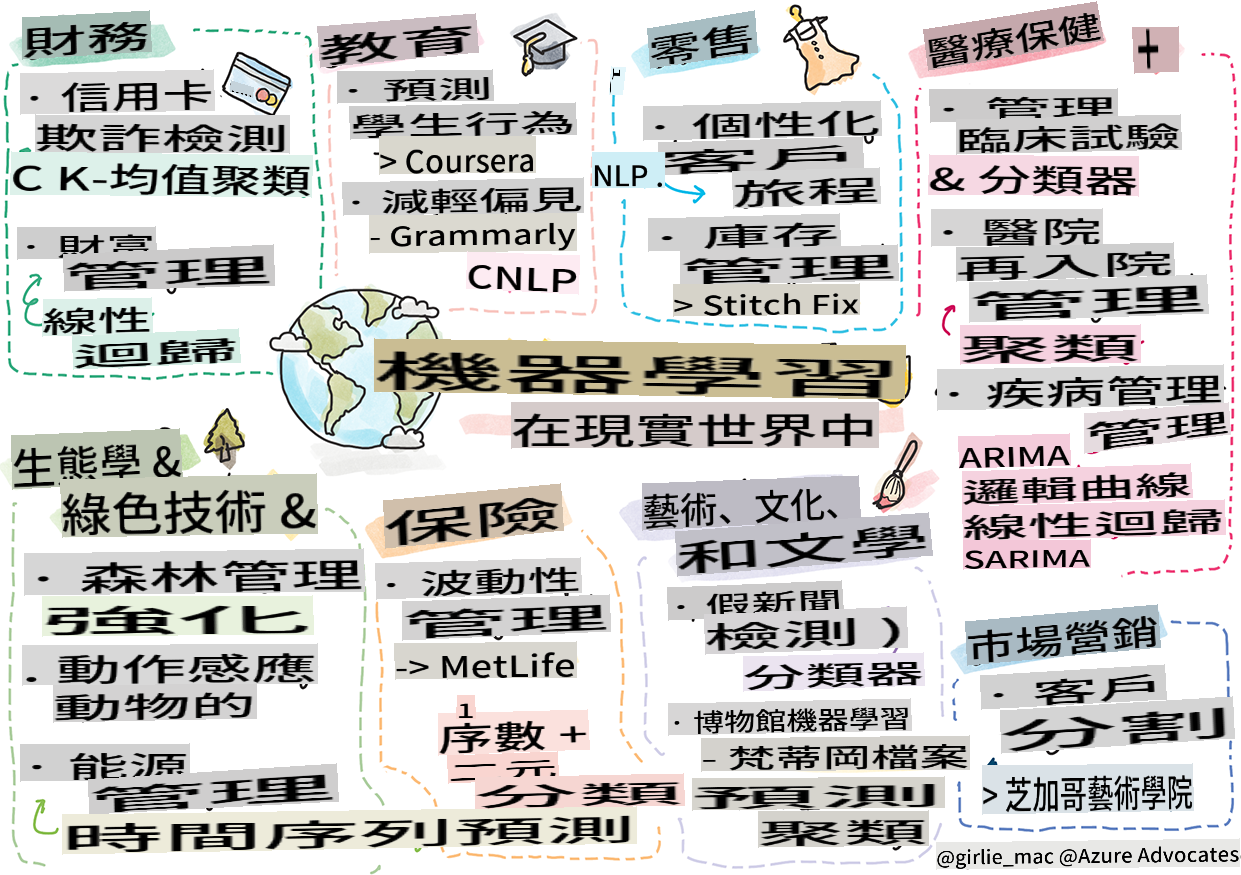 財務
· 信用卡
欺詐檢測
C K-均值聚類
· 財富
管理
線性
迴歸
教育
· 預測
學生行為
> Coursera
· 減輕偏見
- Grammarly
CNLP
零售
· 個性化
客戶
NLP .
旅程
· 庫存
管理
> Stitch Fix
醫療保健
· 管理
臨床試驗
& 分類器
· 醫院
再入院
管理
聚類
· 疾病管理
管理
ARIMA
邏輯曲線
線性迴歸
SARIMA
機器學習
在現實世界中
生態學 &
綠色技術 &
· 森林管理
強化
. 動作感應
動物的
· 能源
管理
時間序列預測
保險
· 波動性
管理
-> MetLife
1
序數 +
二元
分類
藝術、文化、
和文學
· 假新聞
檢測 )
分類器
· 博物館機器學習
- 梵蒂岡檔案
預測
聚類
市場營銷
· 客戶
分割
> 芝加哥藝術學院
@girlie_mac @Azure Advocates